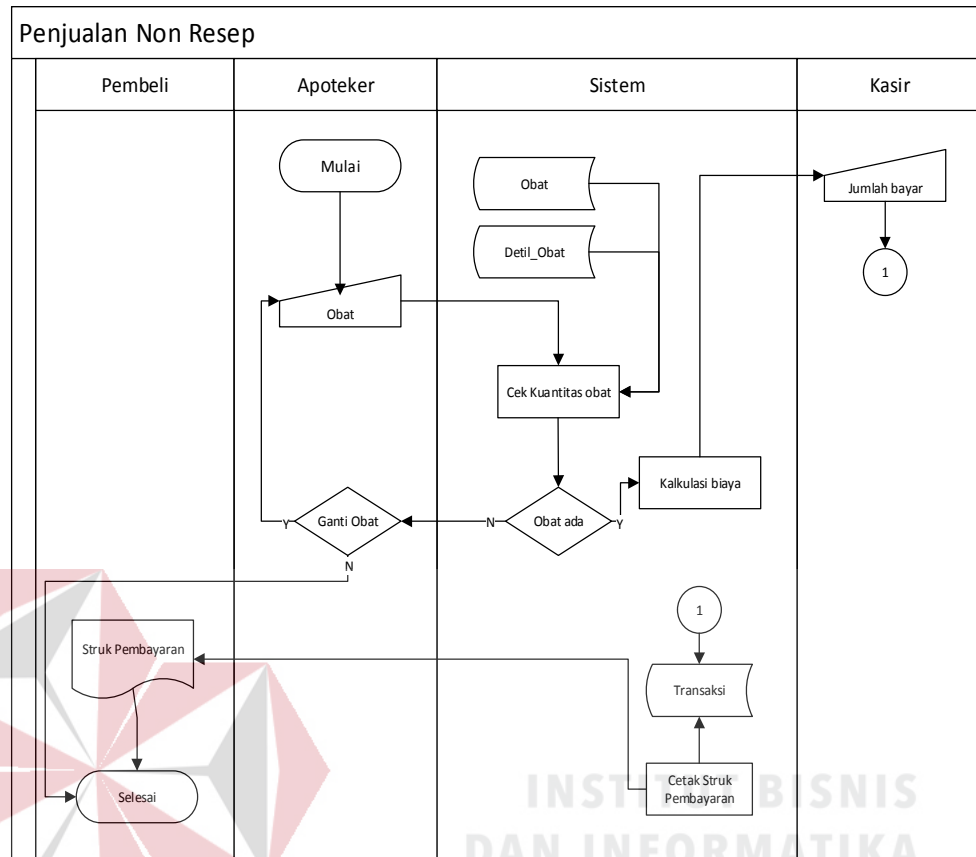 Penjualan Non Resep
Pembeli
Apoteker
Sistem
Kasir
Mulai
Obat
Jumlah bayar
Detil_Obat
1
Obat
Cek Kuantitas obat
Kalkulasi biaya
Y
Ganti Obat
N
Obat ada
Y
N
1
Struk Pembayaran
Transaksi
Selesai
Cetak Struk
Pembayaran
INSTITUT BISNIS
DAN INFORMATIKA